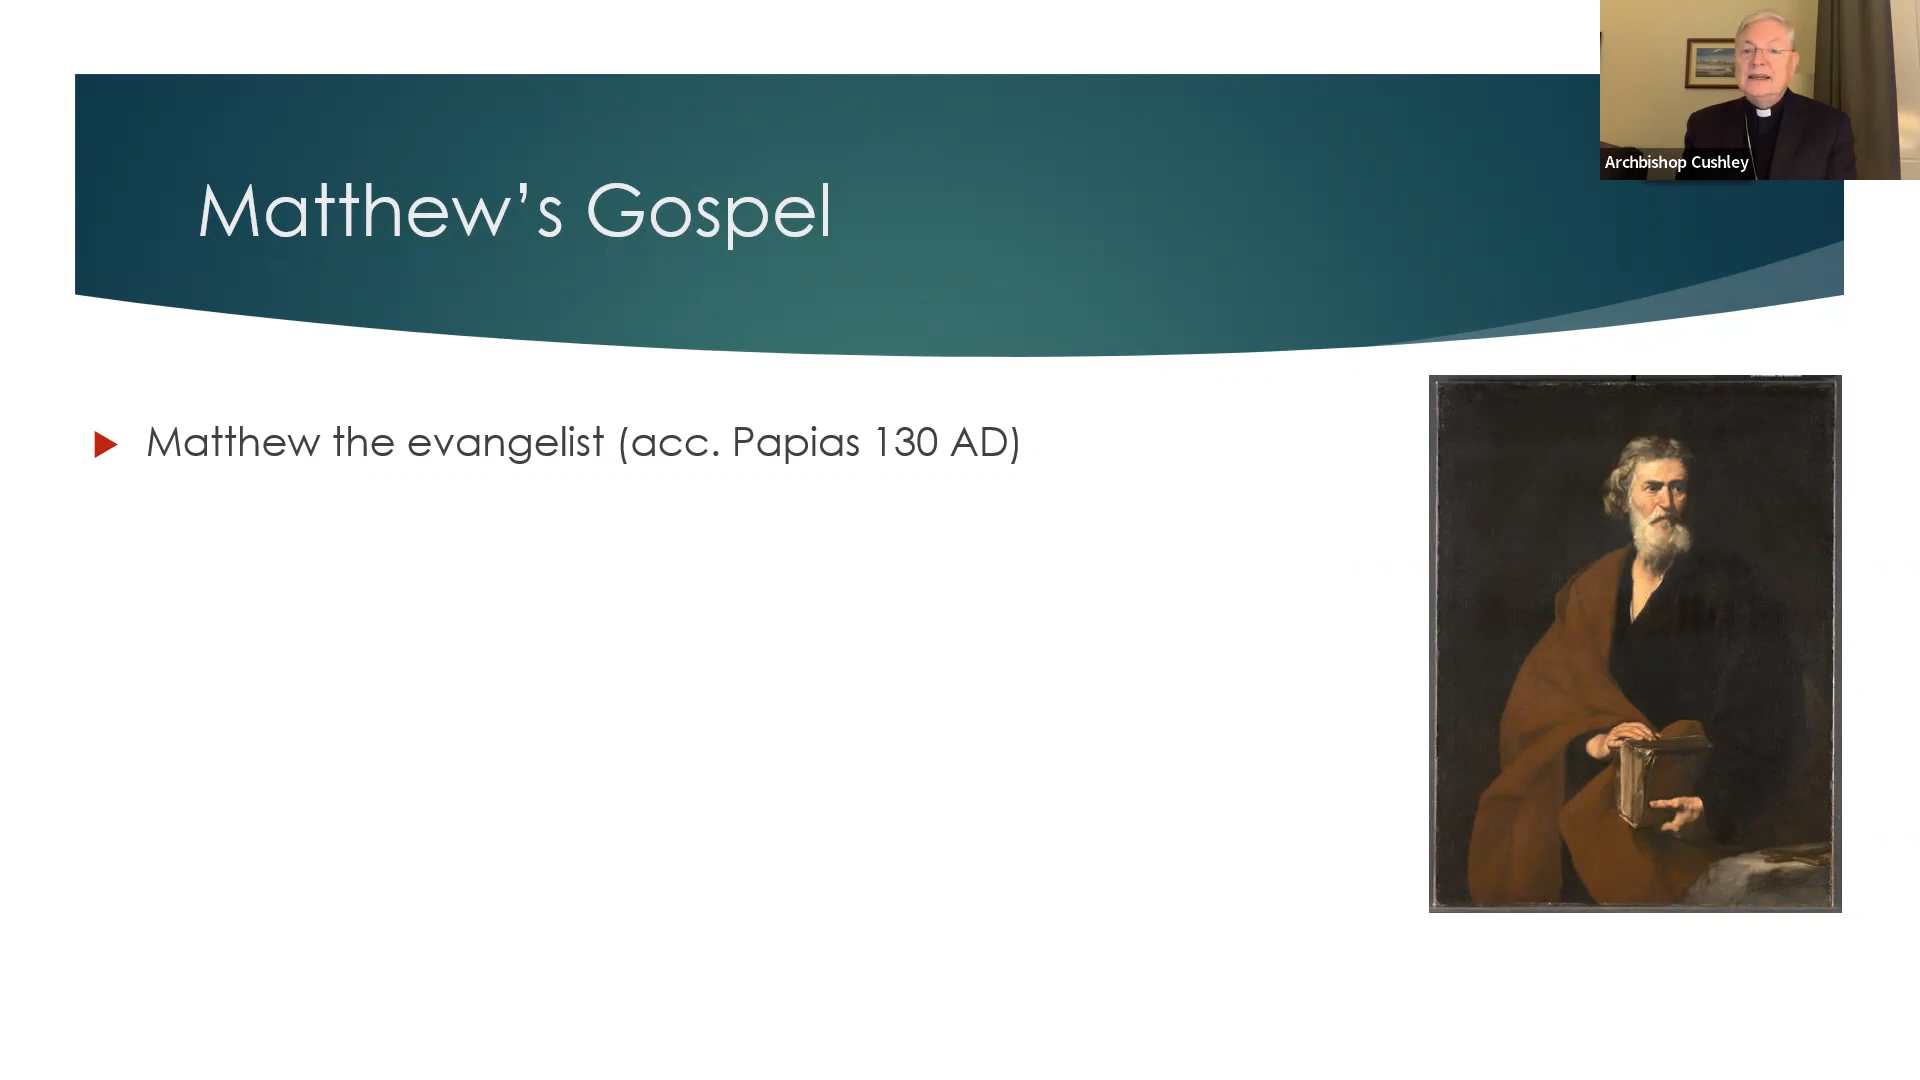 Archbishop Cushley
Matthew’s Gospel
Matthew the evangelist (acc. Papias 130 AD)